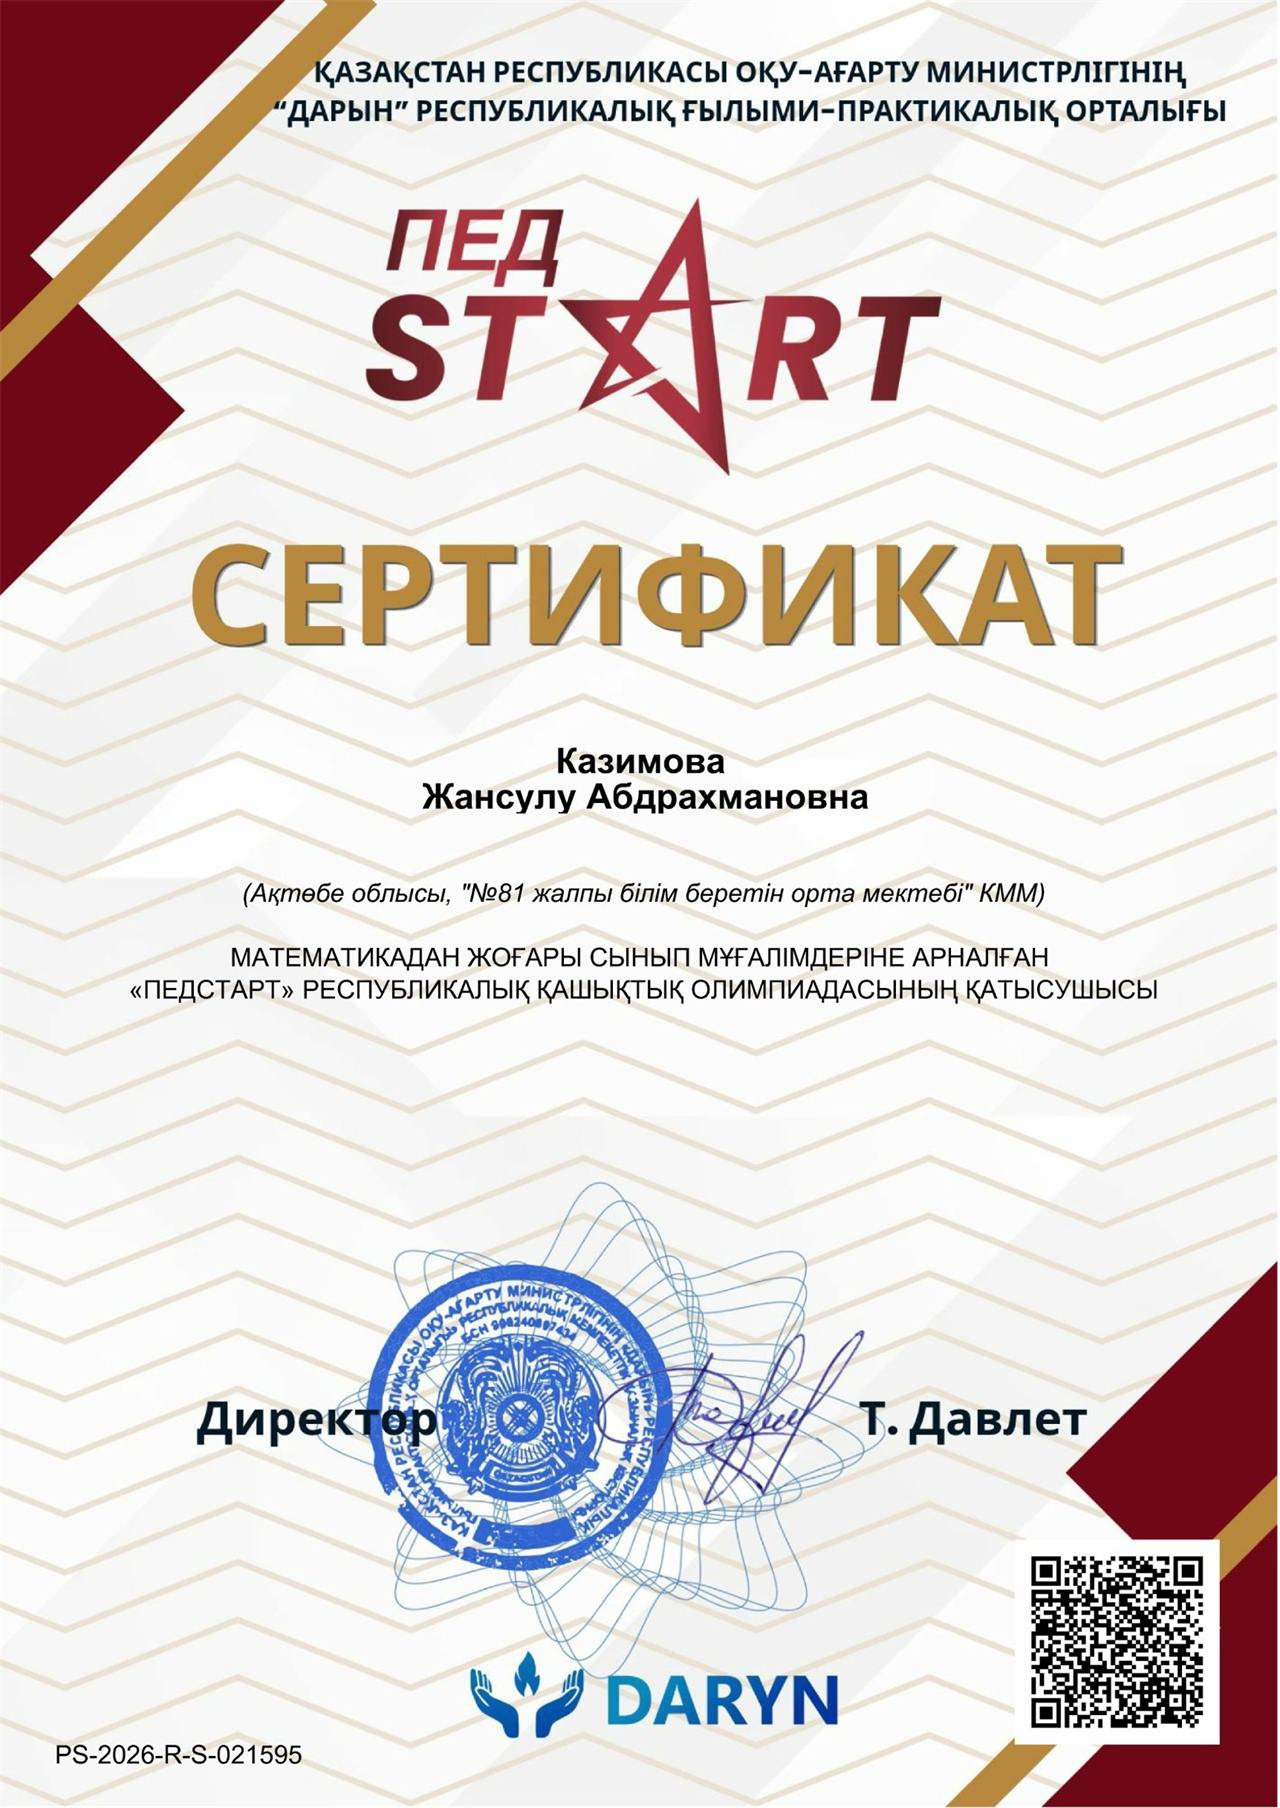 ҚАЗАҚСТАН РЕСПУБЛИКАСЫ ОҚУ-АҒАРТУ МИНИСТРЛІГІНІҢ
“ДАРЫН” РЕСПУБЛИКАЛЫҚ ҒЫЛЫМИ-ПРАКТИКАЛЫҚ ОРТАЛЫҒЫ
ПЕД
START
СЕРТИФИКАТ
Казимова
Жансулу Абдрахмановна
(Ақтөбе облысы, "№81 жалпы білім беретін орта мектебі" КММ)
МАТЕМАТИКАДАН ЖОҒАРЫ СЫНЫП МҰҒАЛІМДЕРІНЕ АРНАЛҒАН
«ПЕДСТАРТ» РЕСПУБЛИКАЛЫҚ ҚАШЫҚТЫҚ ОЛИМПИАДАСЫНЫҢ ҚАТЫСУШЫСЫ
Директор
Т. Давлет
DARYN
PS-2026-R-S-021595